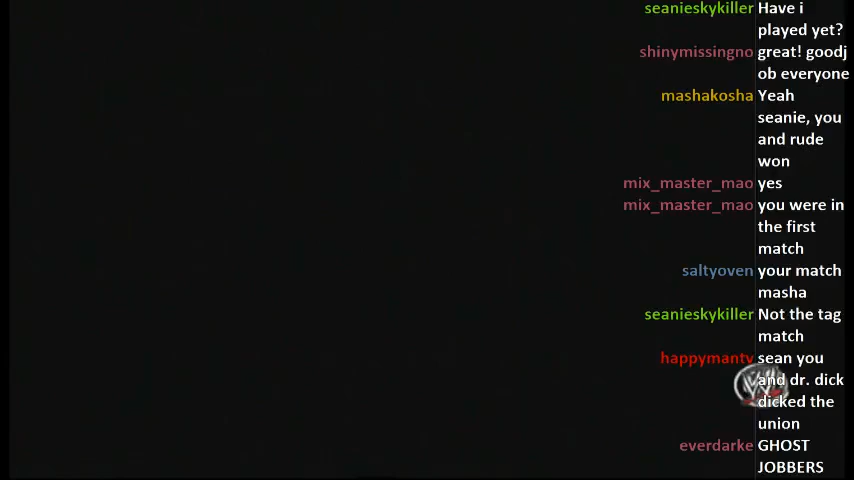 seanieskykiller Have i
played yet?
shinymissingno great! goodj
ob everyone
mashakosha Yeah
seanie, you
and rude
won
mix_master_mao yes
mix_master_mao you were in
the first
match
saltyoven your match
masha
seanieskykiller Not the tag
match
happymantv sean you
and dr. dick
dicked the
union
everdarke GHOST
JOBBERS